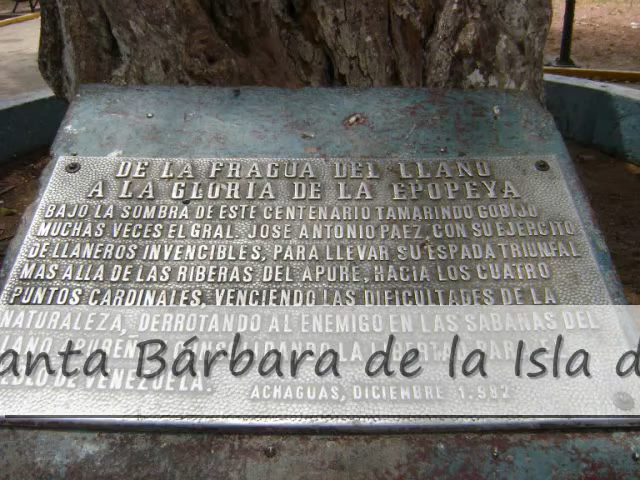 DE LA FRAGUA DEL LLANO
A LA GLORIA DE LA EPOPEYA
BAJO LA SOMBRA DE ESTE CENTENARIO TAMARINDO COBIJO
MUCHAS VECES EL GRAL. JOSE ANTONIO PAEZ, CON SU EJERCITO
DE LLANEROS INVENCIBLES, PARA LLEVAR SU ESPADA TRIUNFAL
MAS ALLA DE LAS RIBERAS DEL APURE, HACIA LOS CUATRO
PUNTOS CARDINALES. VENCIENDO LAS DIFICULTADES DE LA
NATURALEZA, DERROTANDO AL ENEMIGO EN LAS SABANAS DEL
anta Bárbara de la Isla d
DE VENEZUELA.
ACHAGUAS, DICIEMBRE 1.982